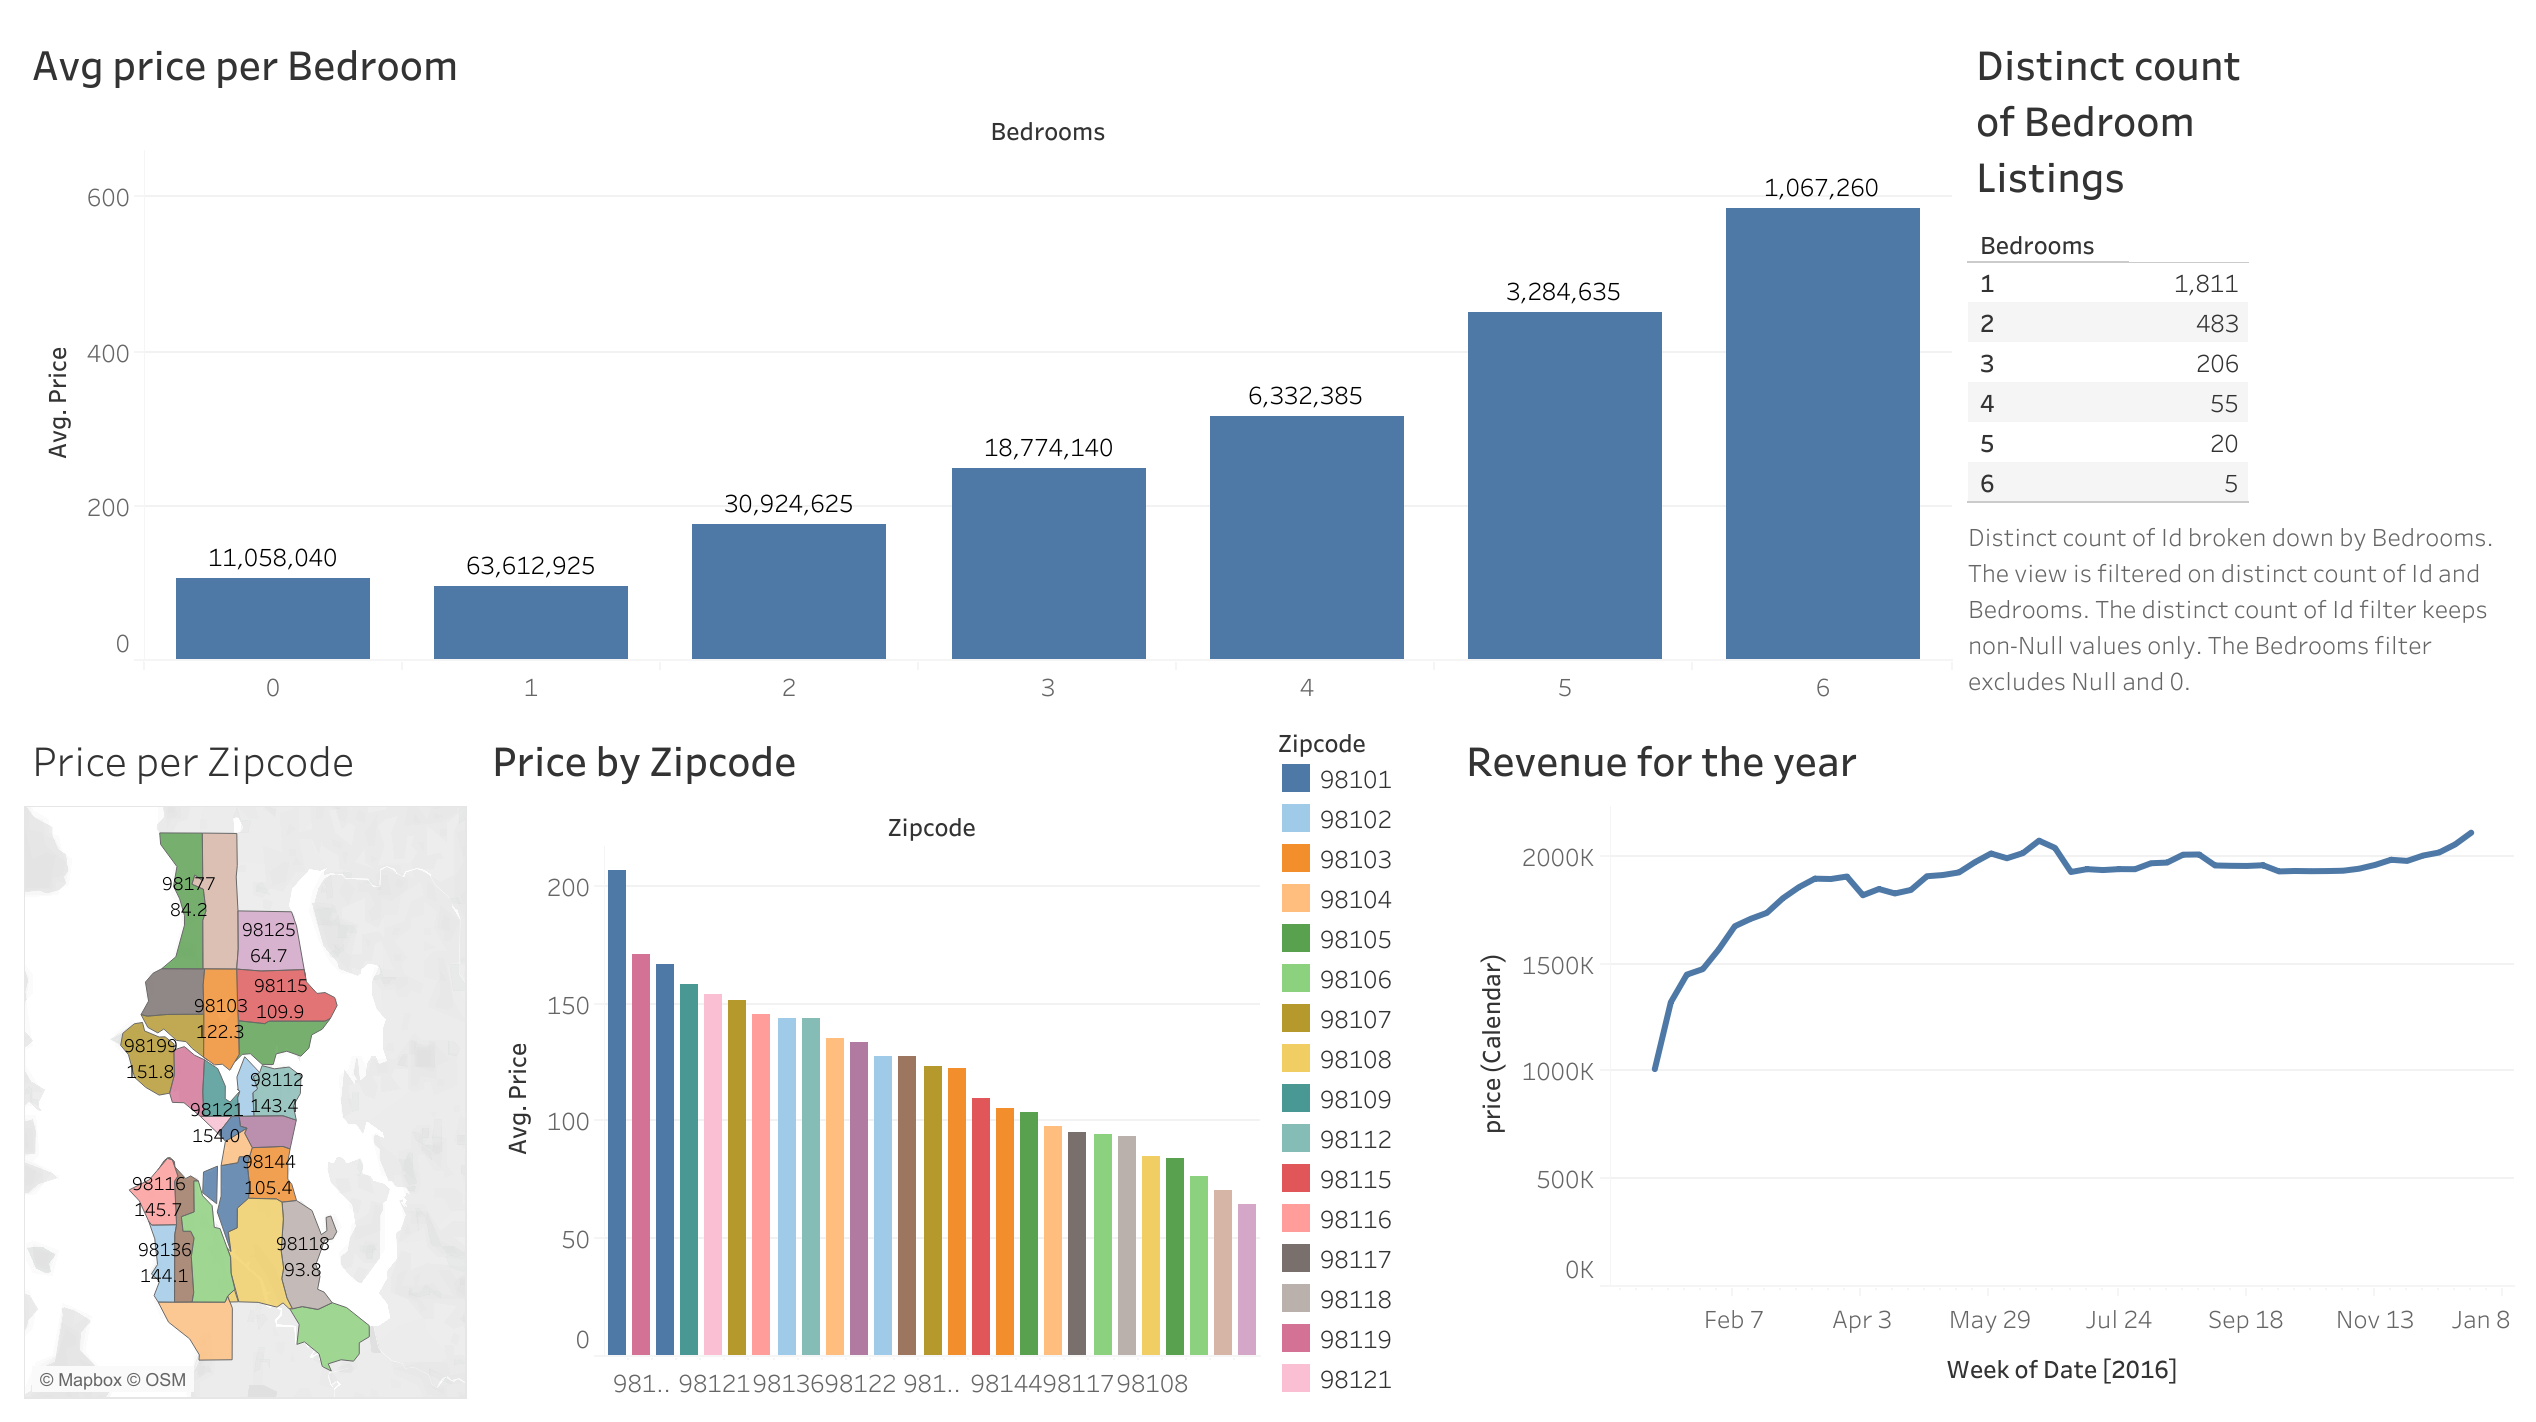 Avg price per Bedroom
Bedrooms
Avg. Price
600
400
200
0
11,058,040
63,612,925
30,924,625
18,774,140
6,332,385
3,284,635
1,067,260
0 1 2 3 4 5 6
Distinct count
of Bedroom
Listings
Bedrooms
1 1,811
2 483
3 206
4 55
5 20
6 5
Distinct count of Id broken down by Bedrooms.
The view is filtered on distinct count of Id and
Bedrooms. The distinct count of Id filter keeps
non-Null values only. The Bedrooms filter
excludes Null and 0.
Price per Zipcode
98177
84.2
98125
64.7
98115
109.9
98103
122.3
98199
151.8
98112
143.4
98121
154.0
98144
105.4
98116
145.7
98136
144.1
98118
93.8
© Mapbox © OSM
Price by Zipcode
Zipcode
Avg. Price
200
150
100
50
0
981.. 98121 98136 98122 981.. 98144 98117 98108
Zipcode
98101
98102
98103
98104
98105
98106
98107
98108
98109
98112
98115
98116
98117
98118
98119
98121
Revenue for the year
price (Calendar)
2000K
1500K
1000K
500K
0K
Feb 7 Apr 3 May 29 Jul 24 Sep 18 Nov 13 Jan 8
Week of Date [2016]